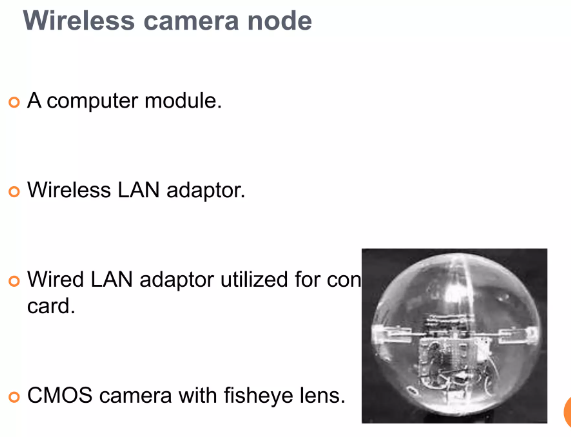 Wireless camera node
A computer module.
Wireless LAN adaptor.
Wired LAN adaptor utilized for con
card.
CMOS camera with fisheye lens.